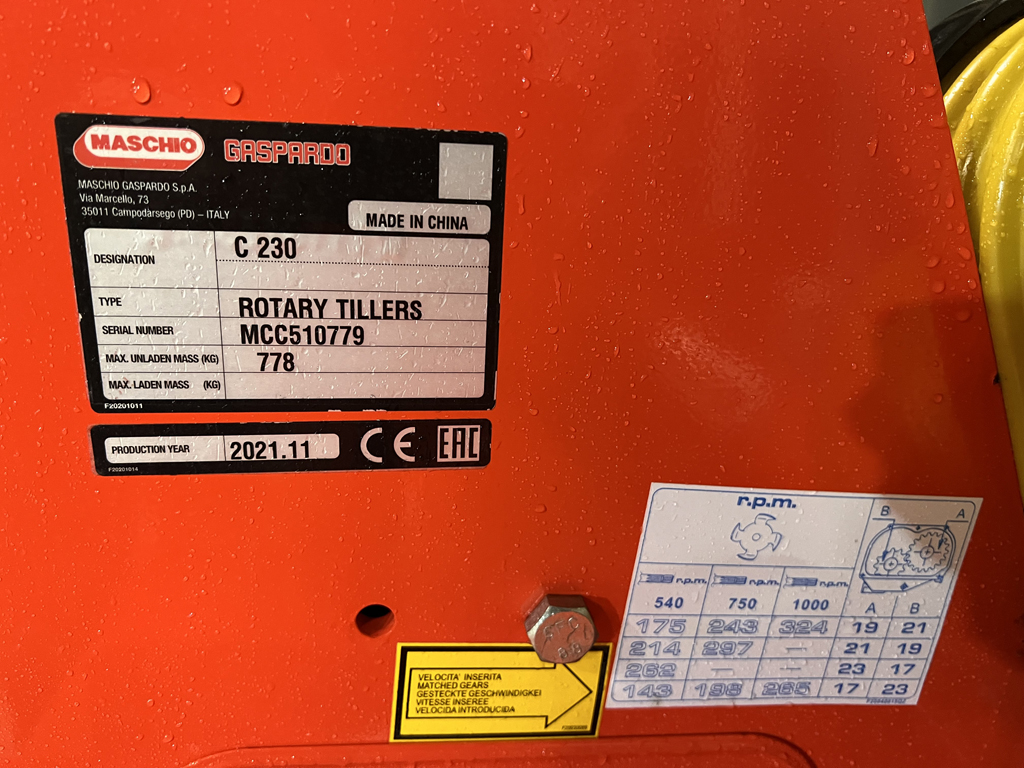 MASCHIO GASPARDO
MASCHIO GASPARDO S.p.A.
Via Marcello, 73
35011 Campodàrsego (PD) – ITALY
MADE IN CHINA
DESIGNATION C 230
TYPE ROTARY TILLERS
SERIAL NUMBER MCC510779
MAX. UNLADEN MASS (KG) 778
MAX. LADEN MASS (KG)
F20201011
PRODUCTION YEAR 2021.11 CE EAC
F20201014
r.p.m.
B A
r.p.m. r.p.m. r.p.m.
540 750 1000 A B
175 243 324 19 21
214 297 – 21 19
262 – – 23 17
143 198 265 17 23
VELOCITA' INSERITA
MATCHED GEARS
GESTECKTE GESCHWINDIGKEI
VITESSE INSEREE
VELOCIDA INTRODUCIDA
8.8